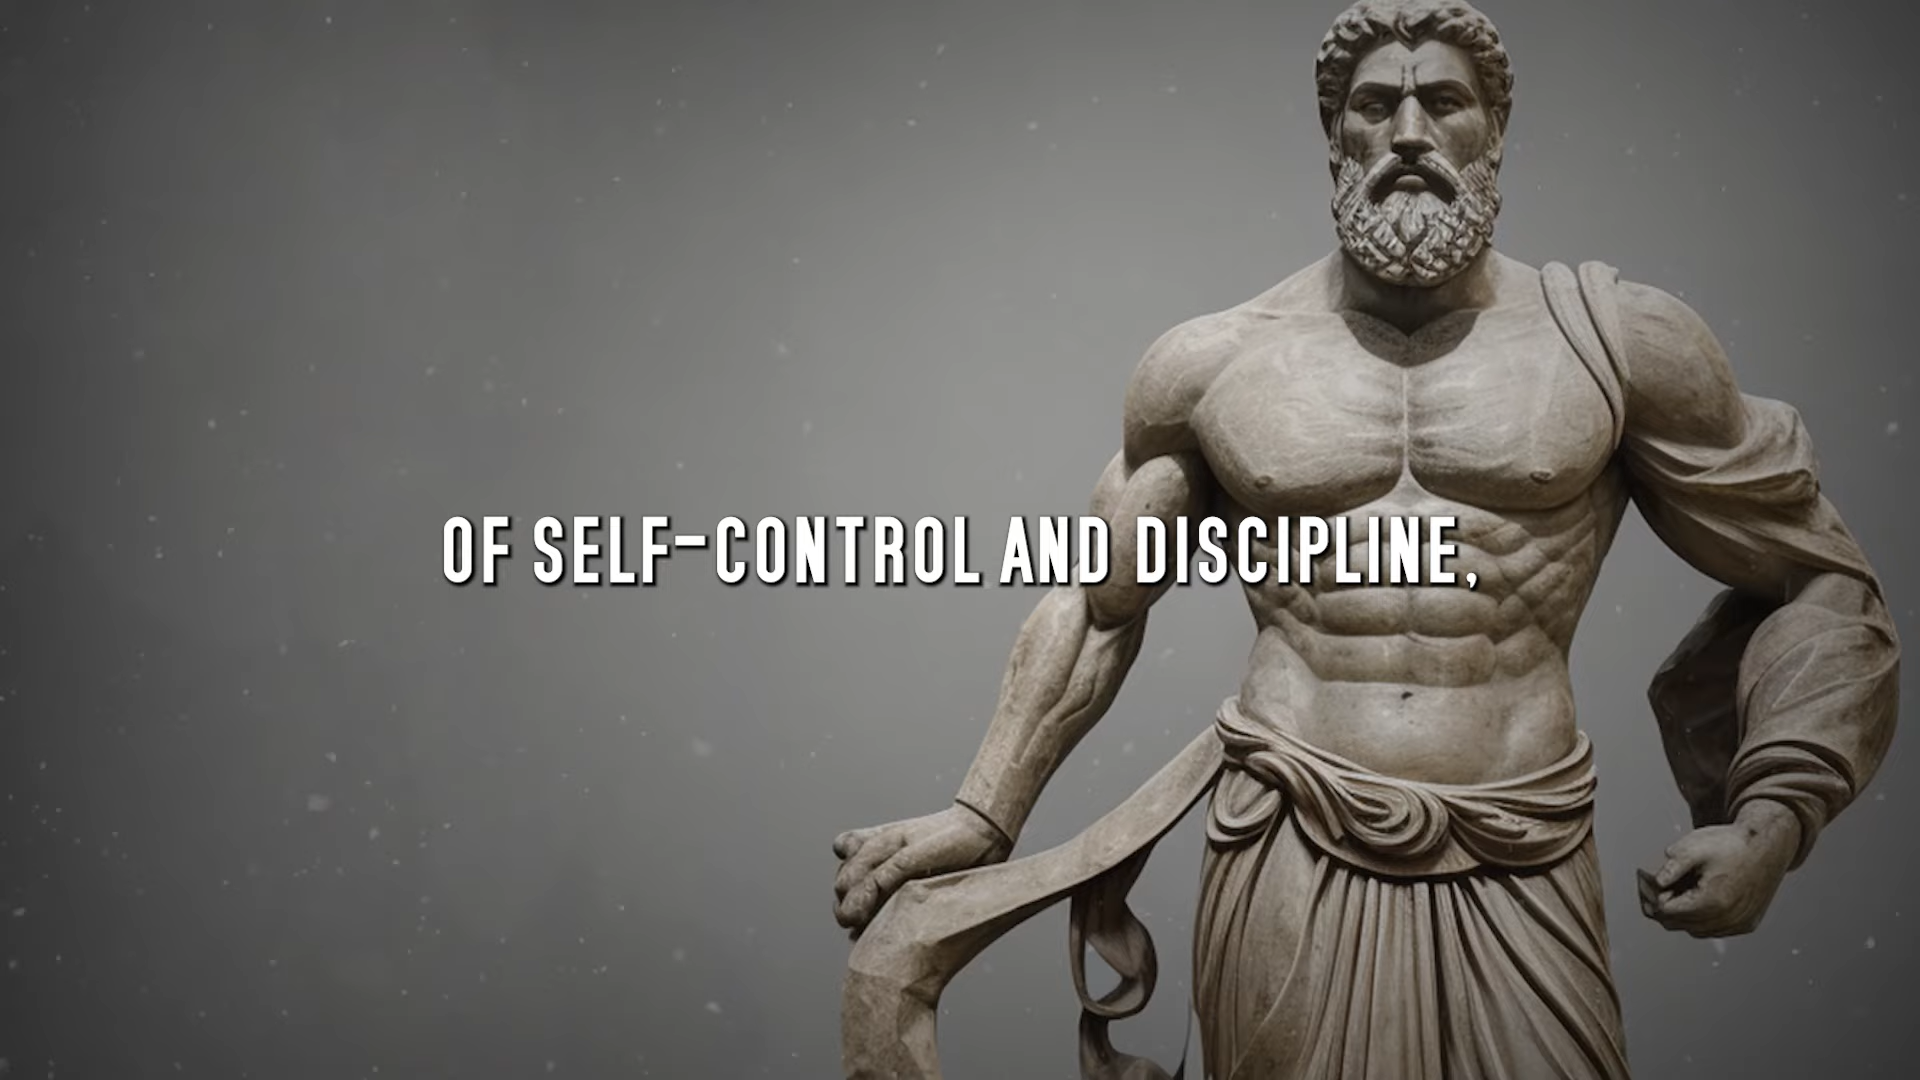 OF SELF-CONTROL AND DISCIPLINE,